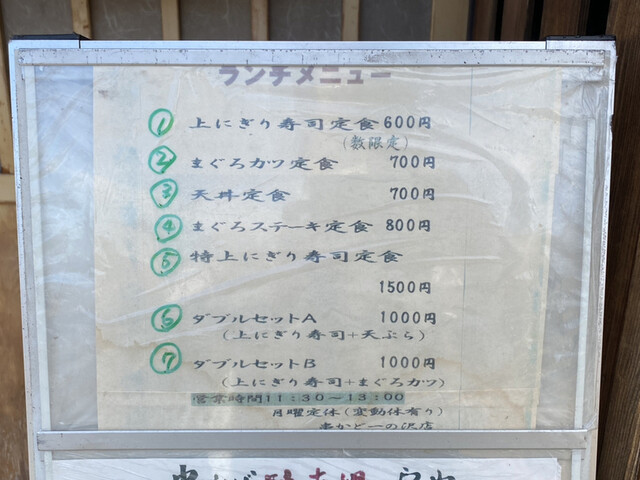 ランチメニュー
① 上にぎり寿司定食 600円
(数限定)
② まぐろカツ定食 700円
③ 天丼定食 700円
④ まぐろステーキ定食 800円
⑤ 特上にぎり寿司定食
1500円
⑥ ダブルセットA 1000円
(上にぎり寿司+天ぷら)
⑦ ダブルセットB 1000円
(上にぎり寿司+まぐろカツ)
営業時間11:30~13:00
月曜定休(変動休有り)
串かど一の沢店